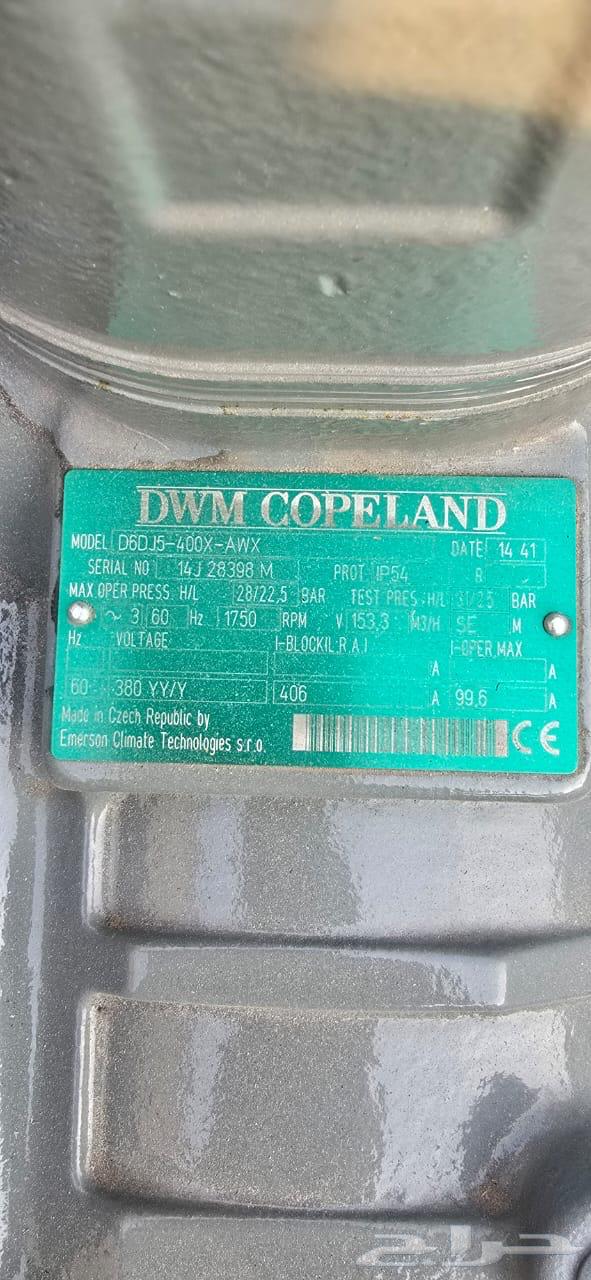 DWM COPELAND
MODEL D6DJ5-400X-AWX DATE 14 41
SERIAL NO 14J 28398 M PROT IP54 R
MAX OPER PRESS. H/L 28/22,5 BAR TEST PRES. H/L 31/25 BAR
~ 3 60 Hz 1750 RPM V 153,3 M3/H SE M
Hz VOLTAGE I-BLOCKI(L.R.A.) I-OPER.MAX
A A
60 380 YY/Y 406 A 99,6 A
Made in Czech Republic by
Emerson Climate Technologies s.r.o. CE
حراج